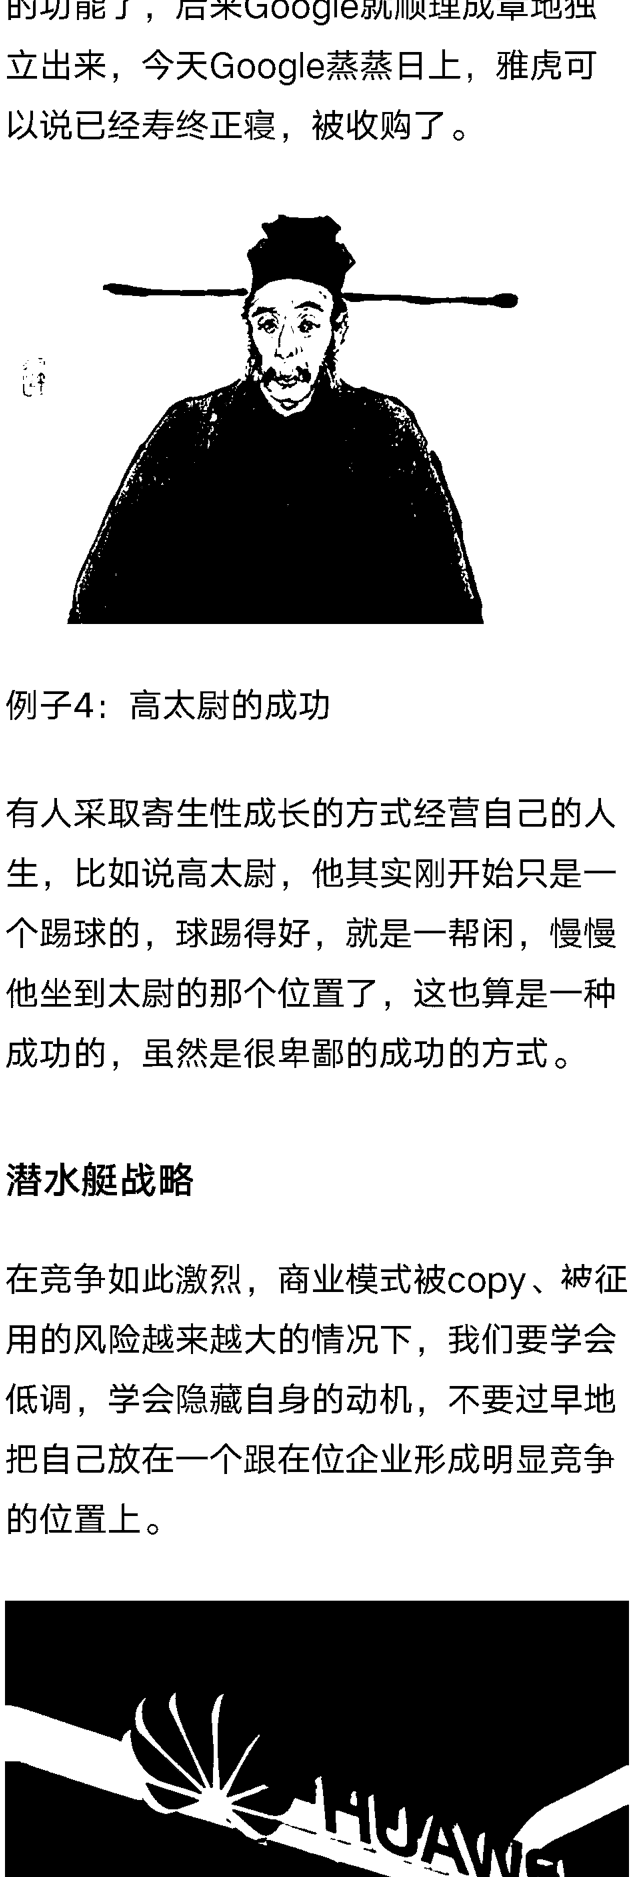 的功能了，后来Google就顺理成章地独
立出来，今天Google蒸蒸日上，雅虎可
以说已经寿终正寝，被收购了。
例子4：高太尉的成功
有人采取寄生性成长的方式经营自己的人
生，比如说高太尉，他其实刚开始只是一
个踢球的，球踢得好，就是一帮闲，慢慢
他坐到太尉的那个位置了，这也算是一种
成功的，虽然是很卑鄙的成功的方式。
潜水艇战略
在竞争如此激烈，商业模式被copy、被征
用的风险越来越大的情况下，我们要学会
低调，学会隐藏自身的动机，不要过早地
把自己放在一个跟在位企业形成明显竞争
的位置上。
HUAWE